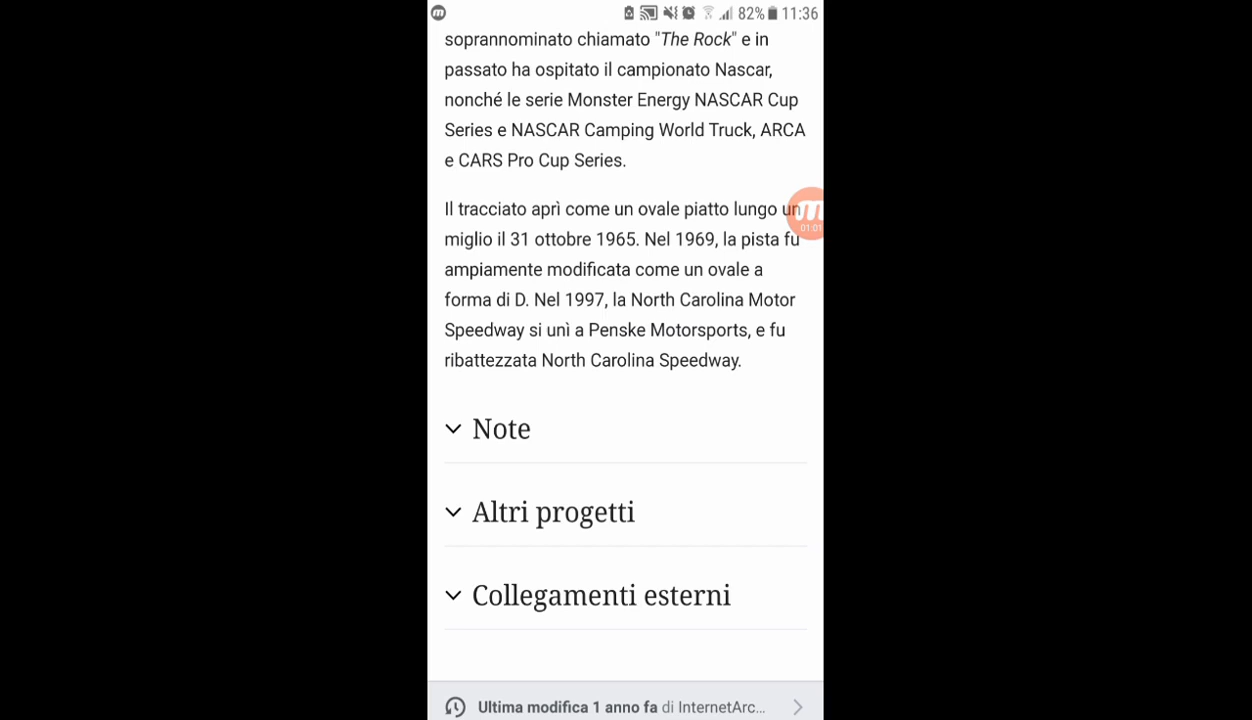 82% 11:36
soprannominato chiamato "The Rock" e in
passato ha ospitato il campionato Nascar,
nonché le serie Monster Energy NASCAR Cup
Series e NASCAR Camping World Truck, ARCA
e CARS Pro Cup Series.
Il tracciato aprì come un ovale piatto lungo un
miglio il 31 ottobre 1965. Nel 1969, la pista fu
01:01
ampiamente modificata come un ovale a
forma di D. Nel 1997, la North Carolina Motor
Speedway si unì a Penske Motorsports, e fu
ribattezzata North Carolina Speedway.
Note
Altri progetti
Collegamenti esterni
Ultima modifica 1 anno fa di InternetArc...